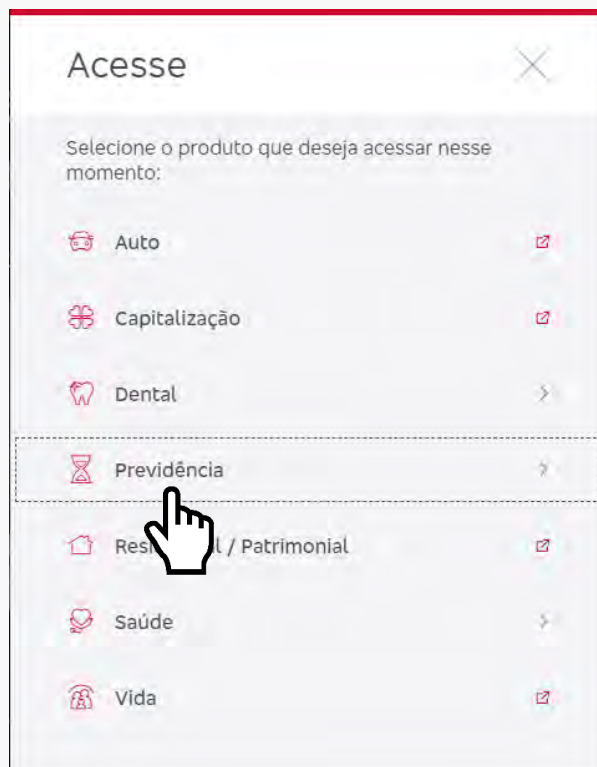 Acesse
Selecione o produto que deseja acessar nesse
momento:
Auto
Capitalização
Dental
Previdência
/ Patrimonial
Saúde
Vida